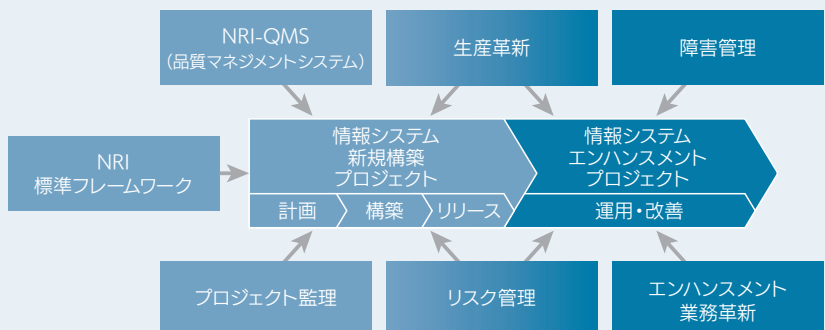 NRI-QMS
（品質マネジメントシステム）
生産革新
障害管理
NRI
標準フレームワーク
情報システム
新規構築
プロジェクト
情報システム
エンハンスメント
プロジェクト
計画
構築
リリース
運用・改善
プロジェクト監理
リスク管理
エンハンスメント
業務革新